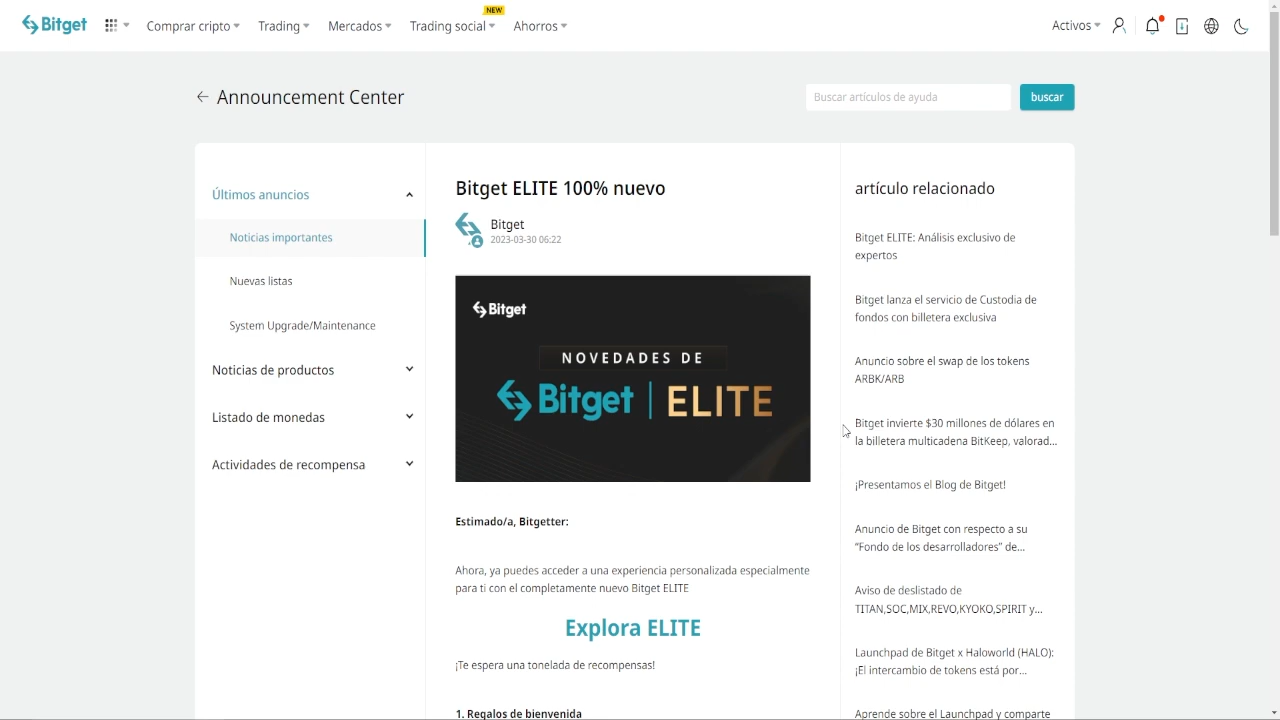 Bitget
Comprar cripto
Trading
Mercados
Trading social
NEW
Ahorros
Activos
Announcement Center
Buscar artículos de ayuda
buscar
Últimos anuncios
Noticias importantes
Nuevas listas
System Upgrade/Maintenance
Noticias de productos
Listado de monedas
Actividades de recompensa
Bitget ELITE 100% nuevo
Bitget
2023-03-30 06:22
Bitget
NOVEDADES DE
Bitget | ELITE
Estimado/a, Bitgetter:
Ahora, ya puedes acceder a una experiencia personalizada especialmente
para ti con el completamente nuevo Bitget ELITE
Explora ELITE
¡Te espera una tonelada de recompensas!
1. Regalos de bienvenida
artículo relacionado
Bitget ELITE: Análisis exclusivo de
expertos
Bitget lanza el servicio de Custodia de
fondos con billetera exclusiva
Anuncio sobre el swap de los tokens
ARBK/ARB
Bitget invierte $30 millones de dólares en
la billetera multicadena BitKeep, valorad...
¡Presentamos el Blog de Bitget!
Anuncio de Bitget con respecto a su
“Fondo de los desarrolladores” de...
Aviso de deslistado de
TITAN,SOC,MIX,REVO,KYOKO,SPIRIT y...
Launchpad de Bitget x Haloworld (HALO):
¡El intercambio de tokens está por...
Aprende sobre el Launchpad y comparte